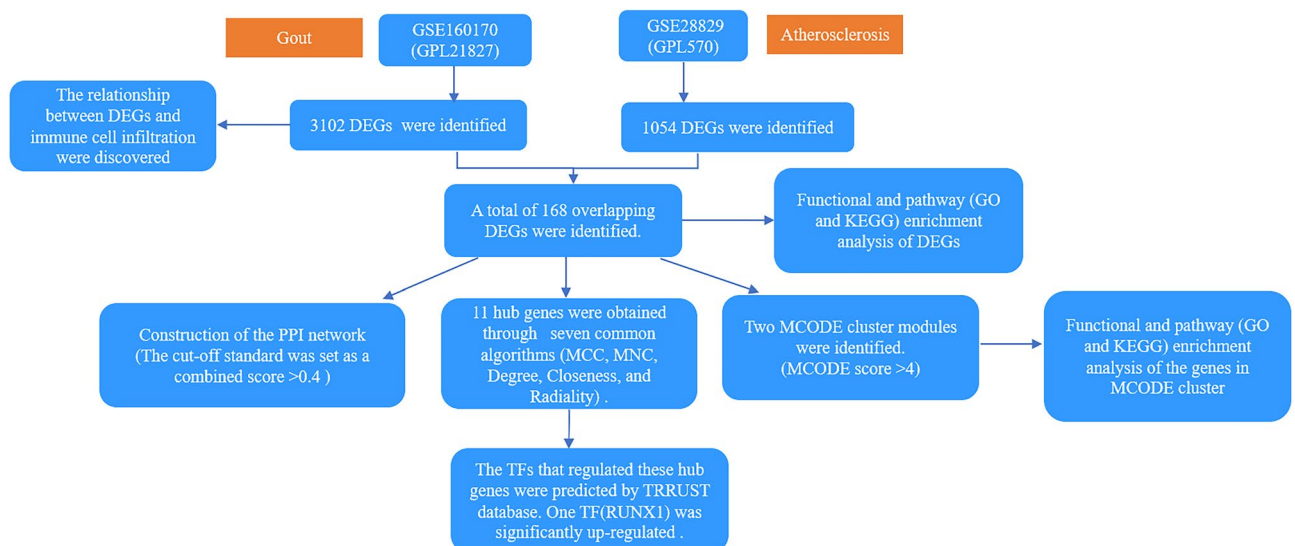 Gout
GSE160170
(GPL21827)
GSE28829
(GPL570)
Atherosclerosis
The relationship
between DEGs and
immune cell infiltration
were discovered
3102 DEGs were identified
1054 DEGs were identified
A total of 168 overlapping
DEGs were identified.
Functional and pathway (GO
and KEGG) enrichment
analysis of DEGs
Construction of the PPI network
(The cut-off standard was set as a
combined score >0.4 )
11 hub genes were obtained
through seven common
algorithms (MCC, MNC,
Degree, Closeness, and
Radiality) .
Two MCODE cluster modules
were identified.
(MCODE score >4)
Functional and pathway (GO
and KEGG) enrichment
analysis of the genes in
MCODE cluster
The TFs that regulated these hub
genes were predicted by TRRUST
database. One TF(RUNX1) was
significantly up-regulated .